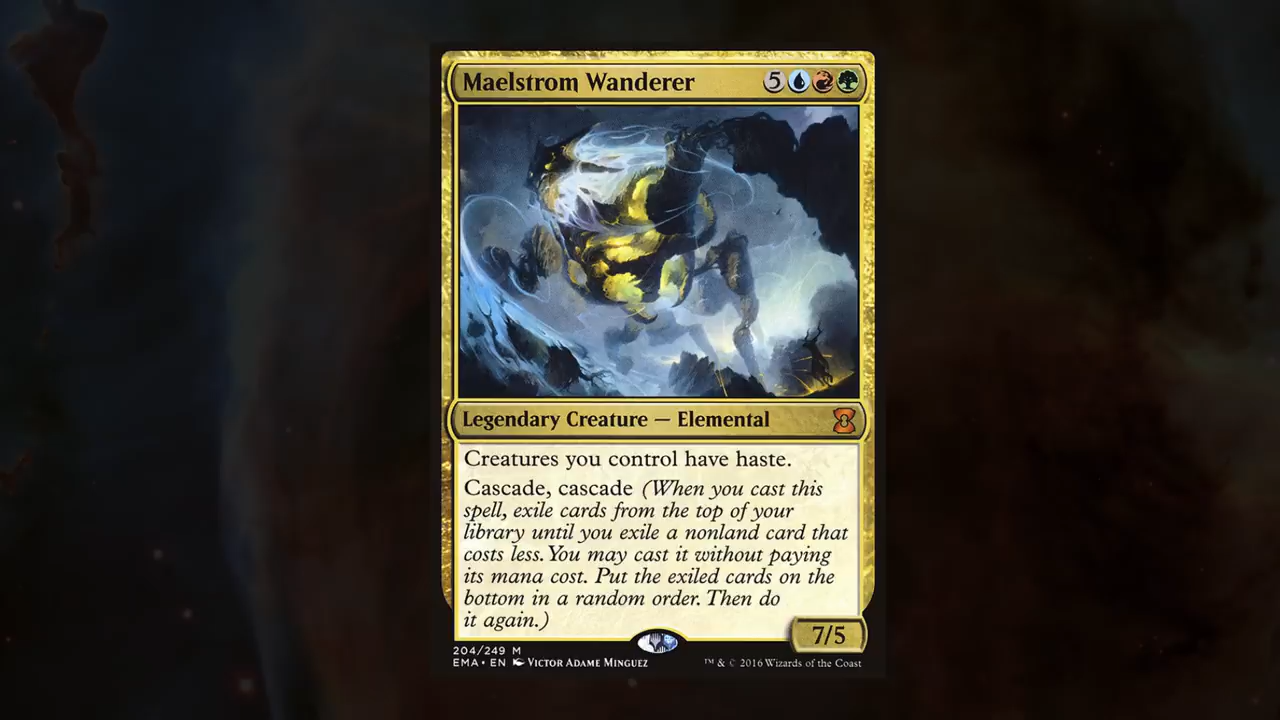 Maelstrom Wanderer 5
Legendary Creature — Elemental
Creatures you control have haste.
Cascade, cascade (When you cast this
spell, exile cards from the top of your
library until you exile a nonland card that
costs less. You may cast it without paying
its mana cost. Put the exiled cards on the
bottom in a random order. Then do
it again.)
7/5
204/249 M
EMA • EN Victor Adame Minguez
™ & © 2016 Wizards of the Coast